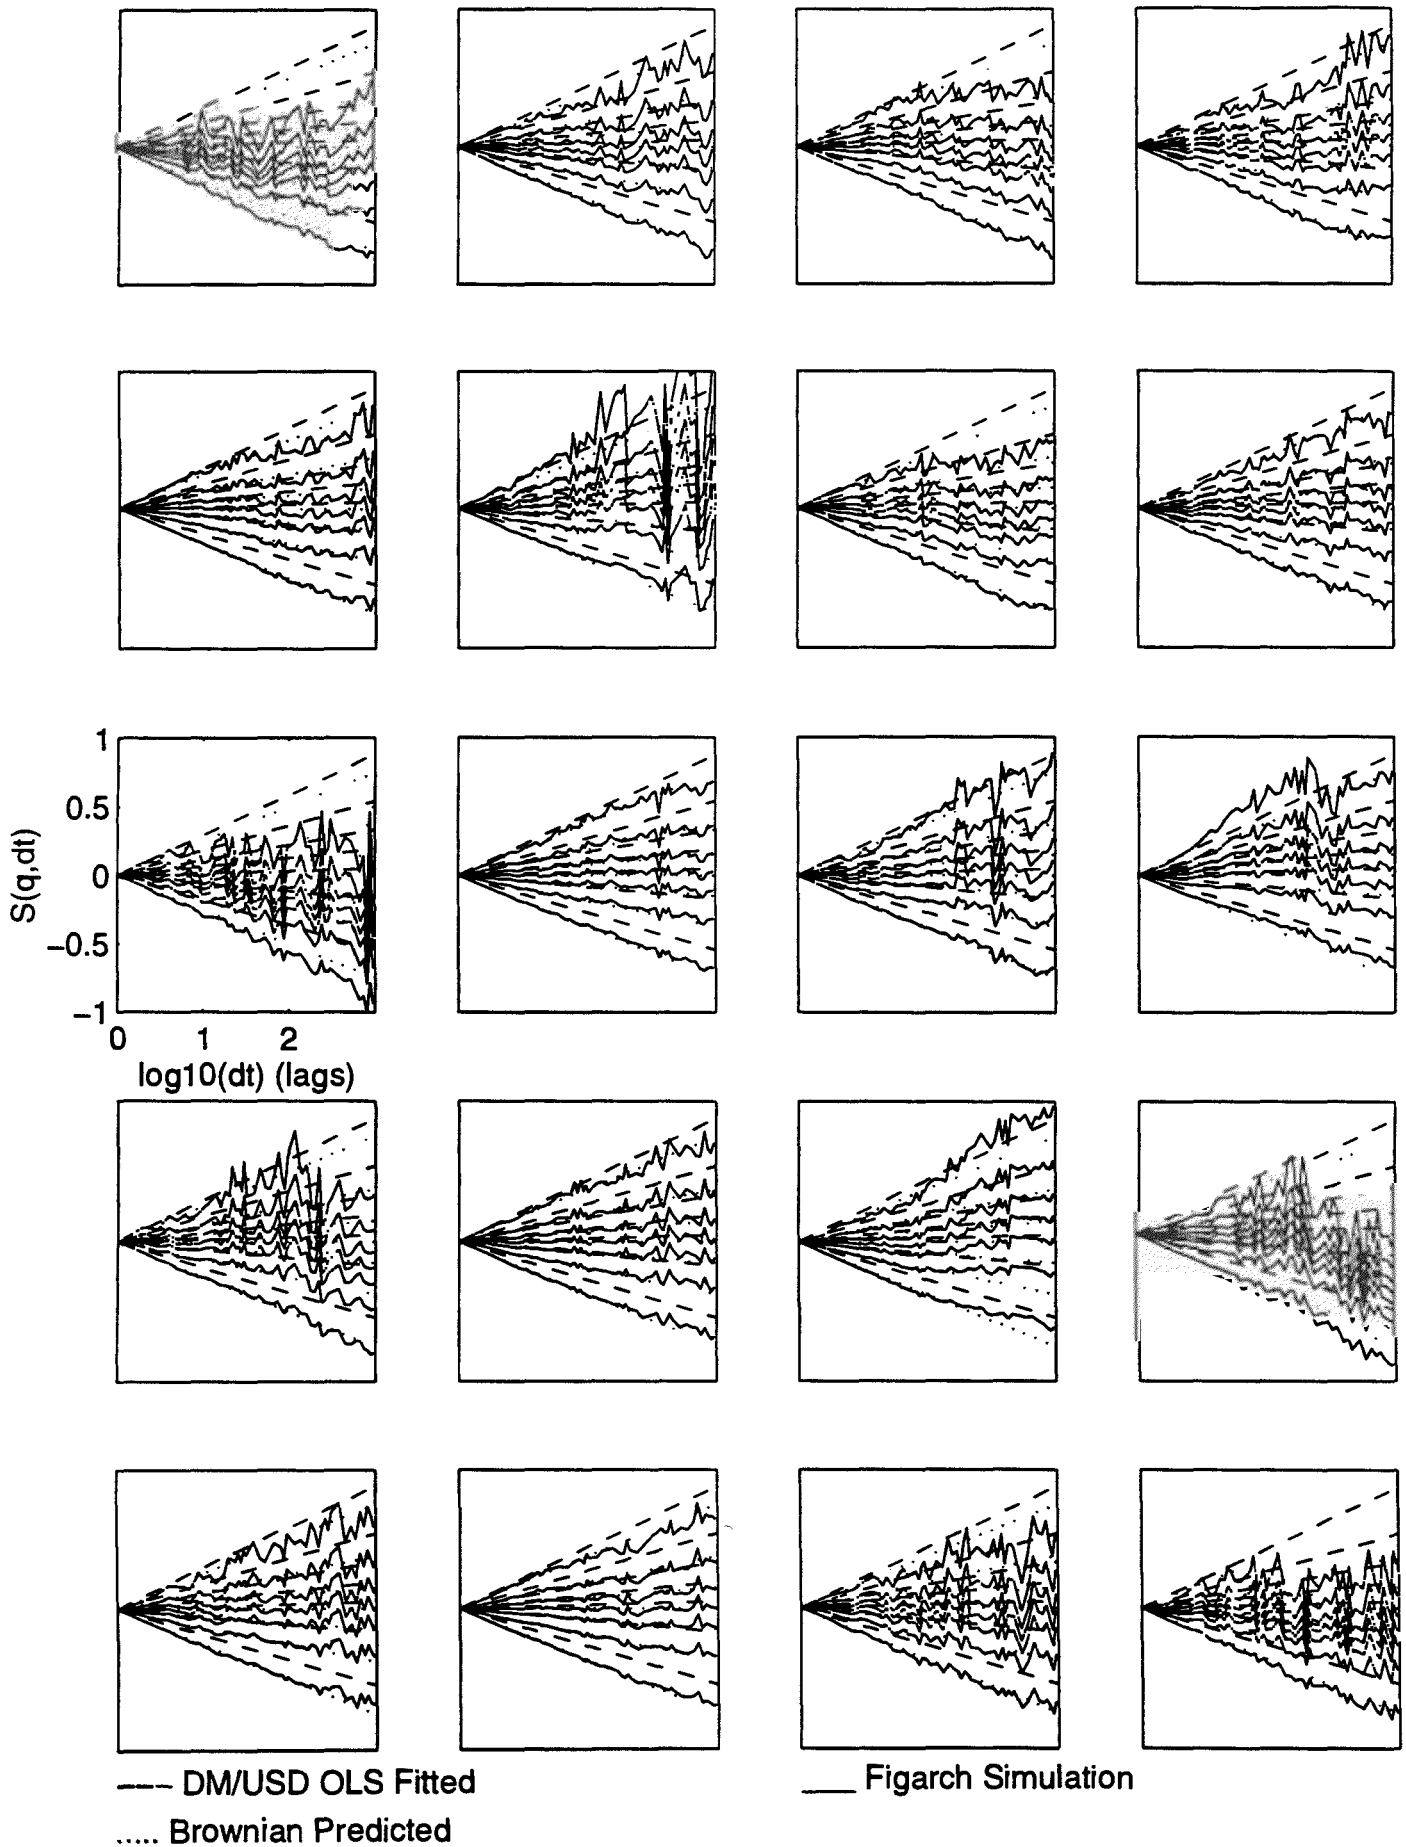 1
0.5
0
−0.5
−1
S(q,dt)
0 1 2
log10(dt) (lags)
DM/USD OLS Fitted
Figarch Simulation
..... Brownian Predicted